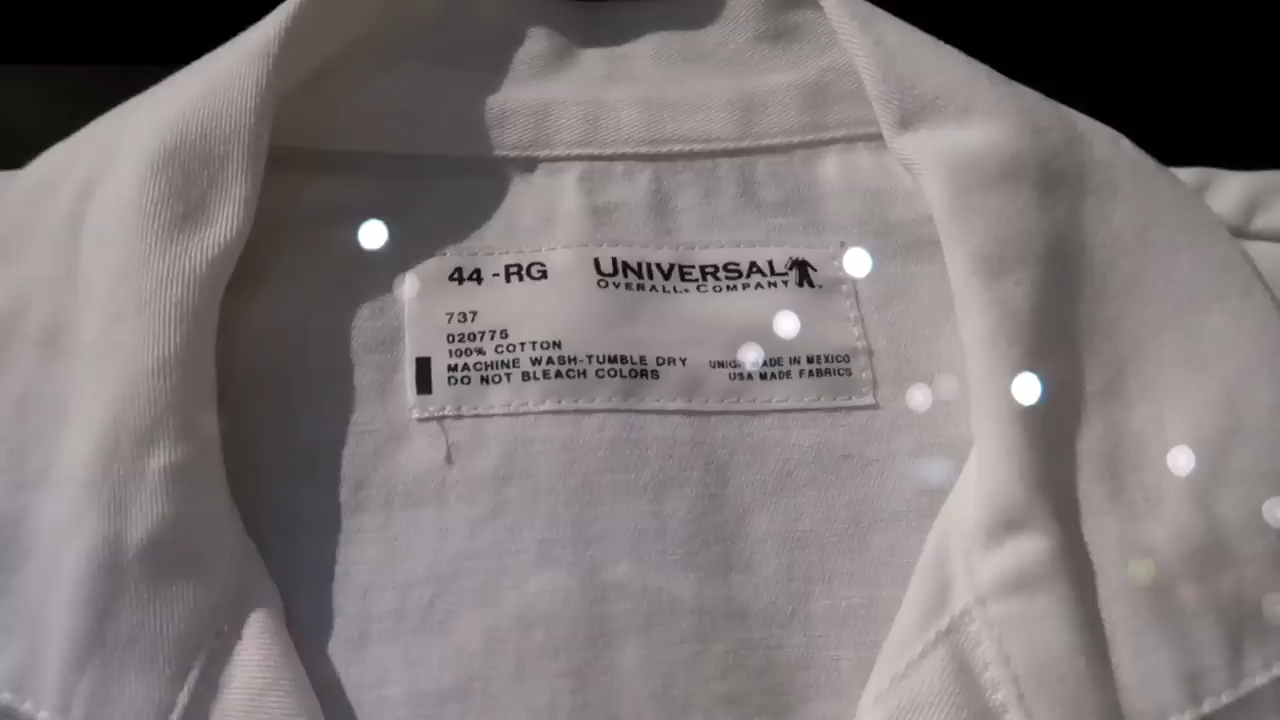 44-RG
UNIVERSAL
OVERALL COMPANY
737
020775
100% COTTON
MACHINE WASH-TUMBLE DRY
DO NOT BLEACH COLORS
MADE IN MEXICO
USA MADE FABRICS